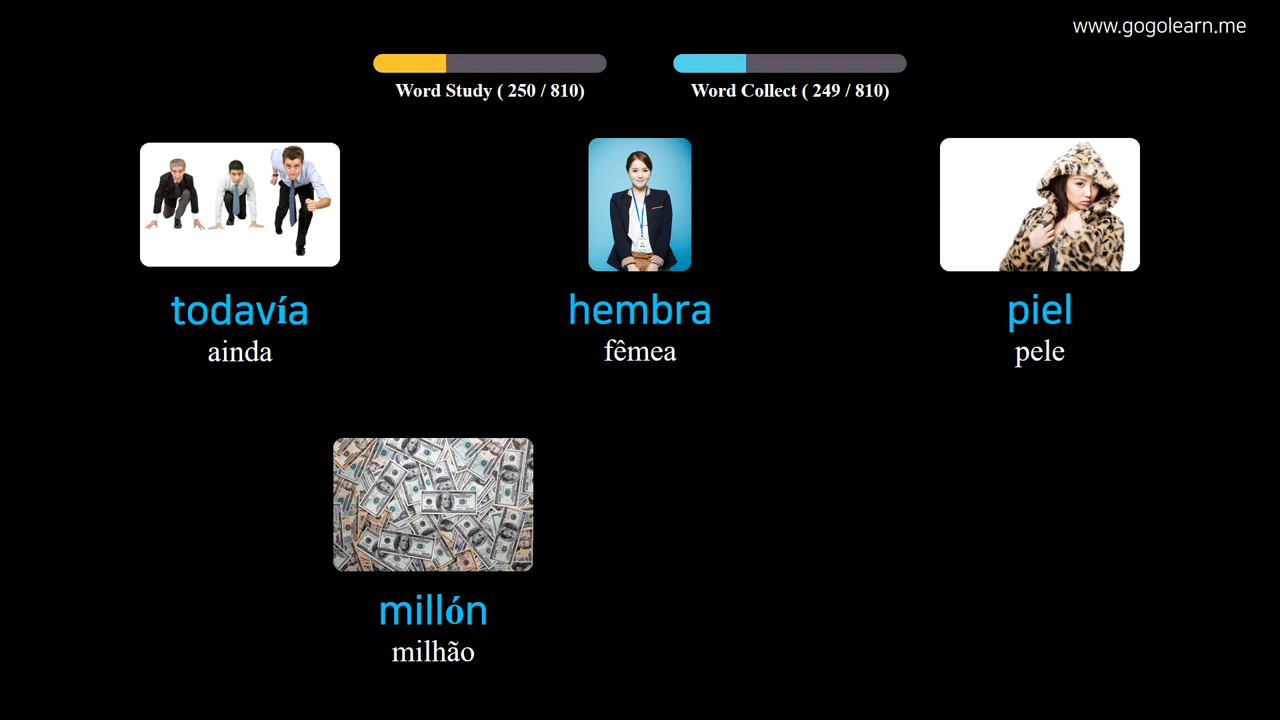 www.gogolearn.me
Word Study ( 250 / 810)
Word Collect ( 249 / 810)
todavía
ainda
hembra
fêmea
piel
pele
millón
milhão